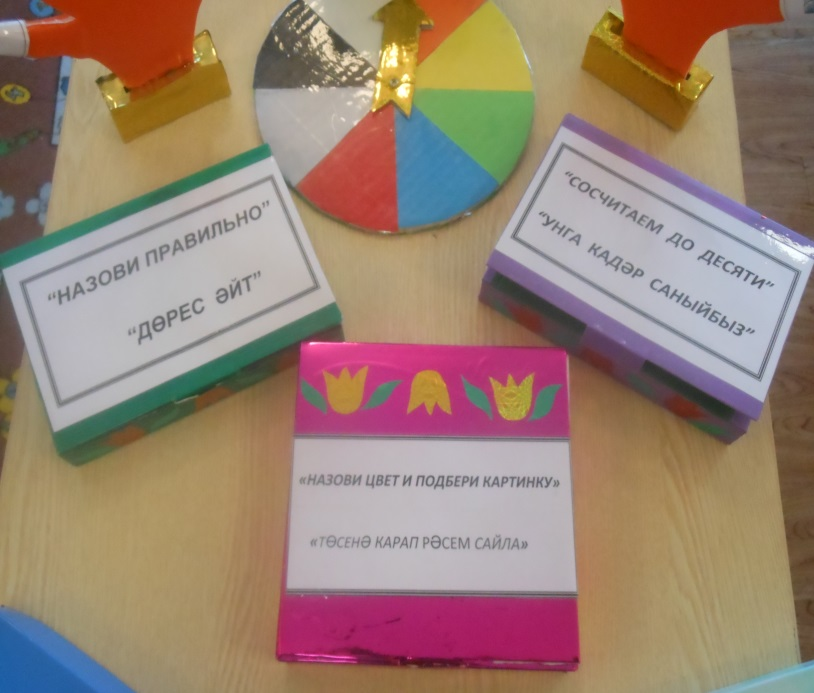 “НАЗОВИ ПРАВИЛЬНО”
“ДӨРЕС ӘЙТ”
“СОСЧИТАЕМ ДО ДЕСЯТИ”
“УНГА КАДӘР САНЫЙБЫЗ”
«НАЗОВИ ЦВЕТ И ПОДБЕРИ КАРТИНКУ»
«ТӨСЕНӘ КАРАП РӘСЕМ САЙЛА»